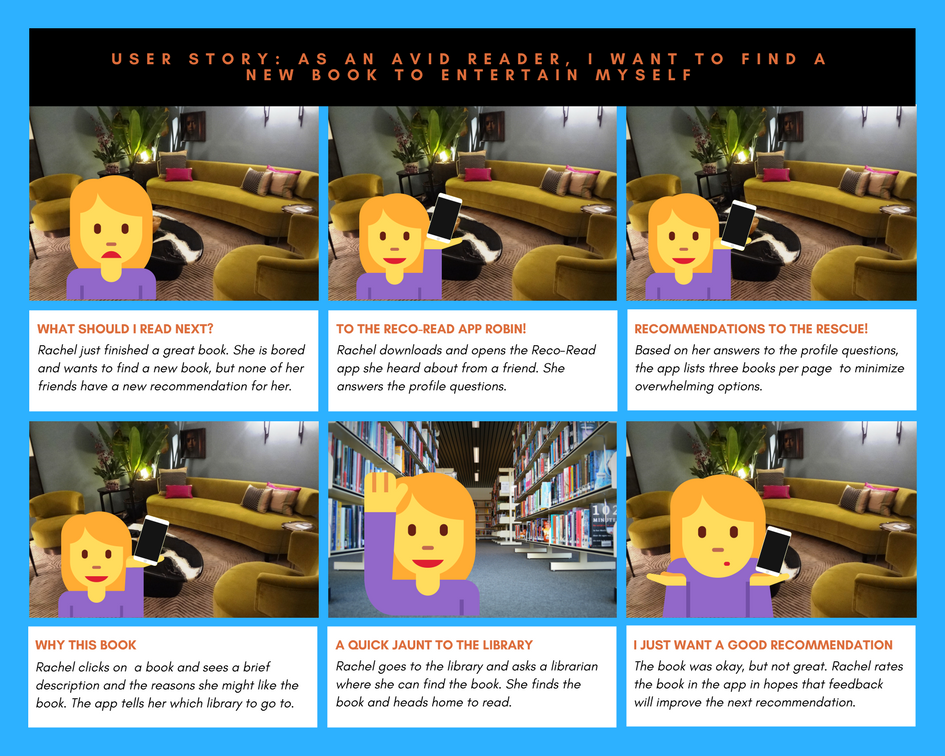 USER STORY: AS AN AVID READER, I WANT TO FIND A
NEW BOOK TO ENTERTAIN MYSELF
WHAT SHOULD I READ NEXT?
Rachel just finished a great book. She is bored
and wants to find a new book, but none of her
friends have a new recommendation for her.
TO THE RECO-READ APP ROBIN!
Rachel downloads and opens the Reco-Read
app she heard about from a friend. She
answers the profile questions.
RECOMMENDATIONS TO THE RESCUE!
Based on her answers to the profile questions,
the app lists three books per page to minimize
overwhelming options.
WHY THIS BOOK
Rachel clicks on a book and sees a brief
description and the reasons she might like the
book. The app tells her which library to go to.
102
MINUTE
A QUICK JAUNT TO THE LIBRARY
Rachel goes to the library and asks a librarian
where she can find the book. She finds the
book and heads home to read.
I JUST WANT A GOOD RECOMMENDATION
The book was okay, but not great. Rachel rates
the book in the app in hopes that feedback
will improve the next recommendation.